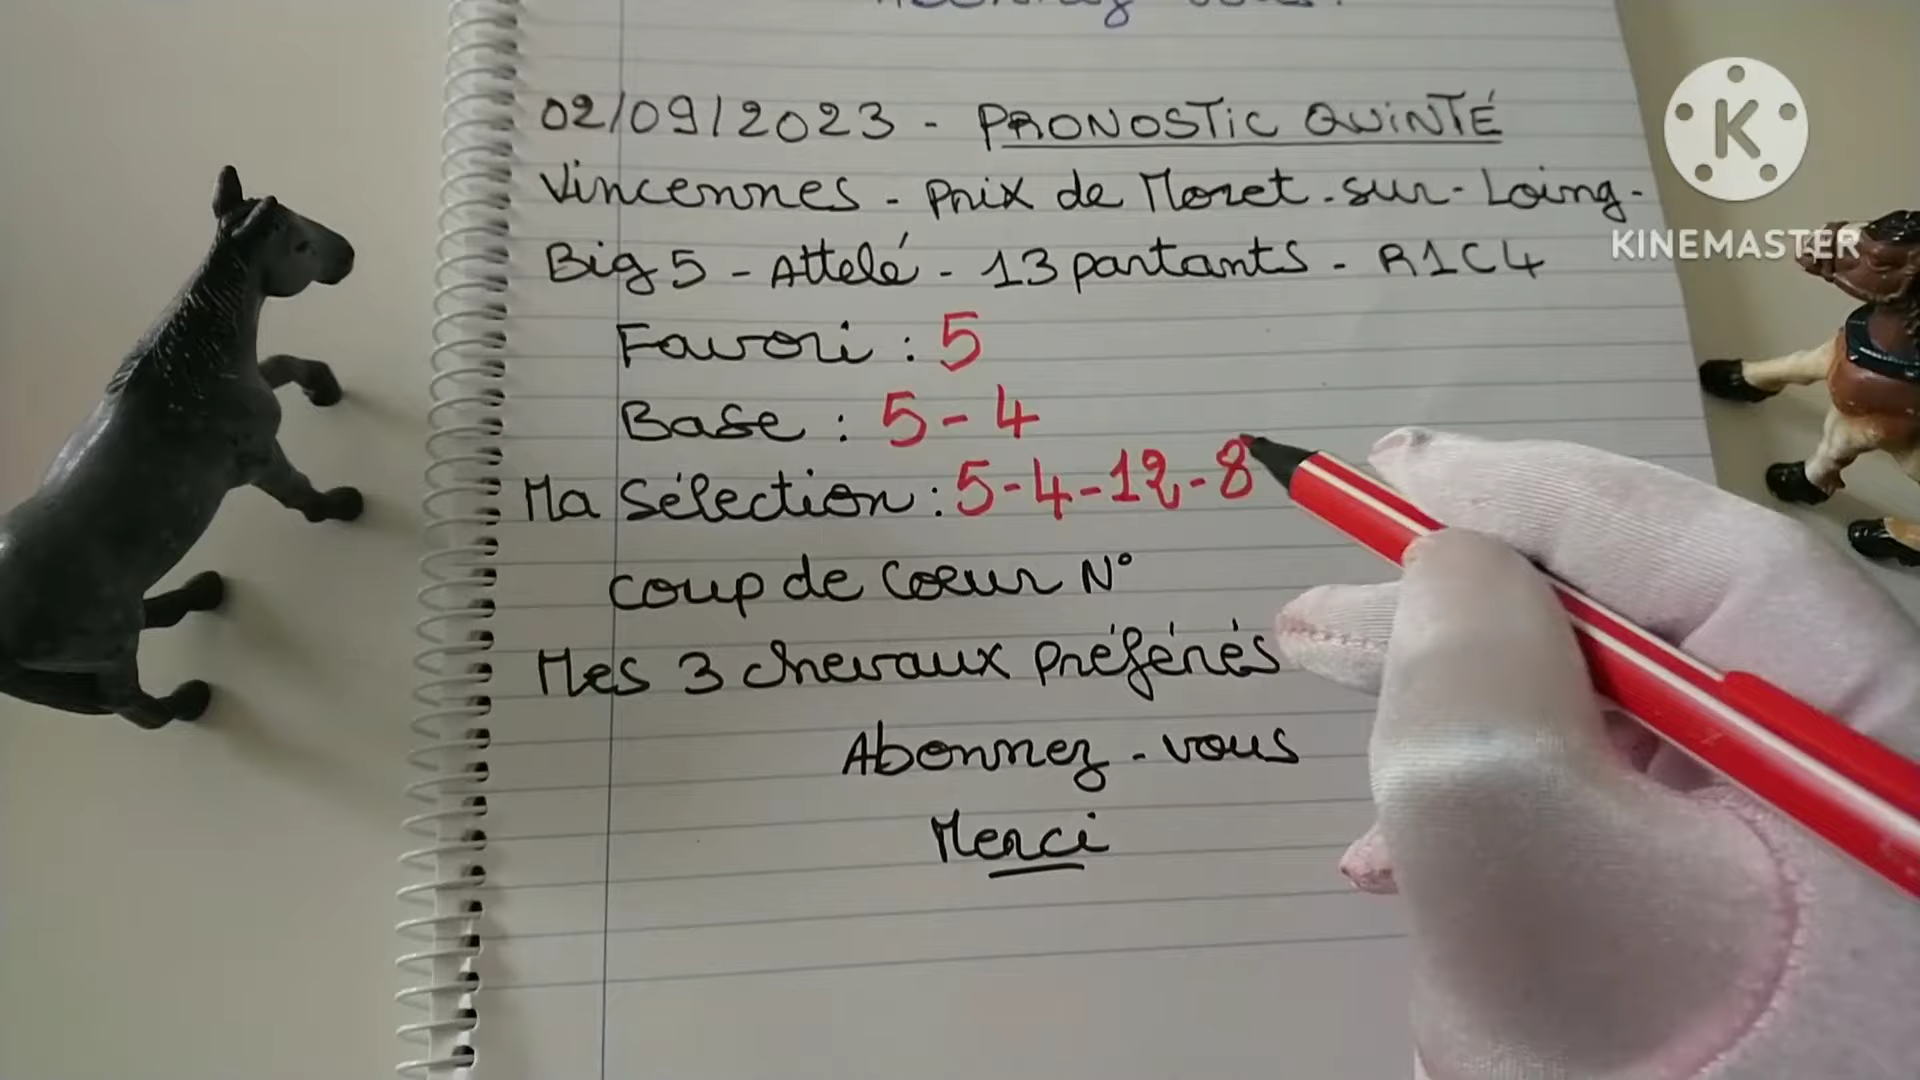 02/09/2023 - PRONOSTIC QUINTÉ
Vincennes - Prix de Moret-sur-Loing -
Big 5 - Attelé - 13 partants - R1C4
Favori : 5
Base : 5 - 4
Ma Sélection : 5-4-12-8
Coup de Coeur N°
Mes 3 chevaux préférés
Abonnez-vous
Merci
K
KINEMASTER